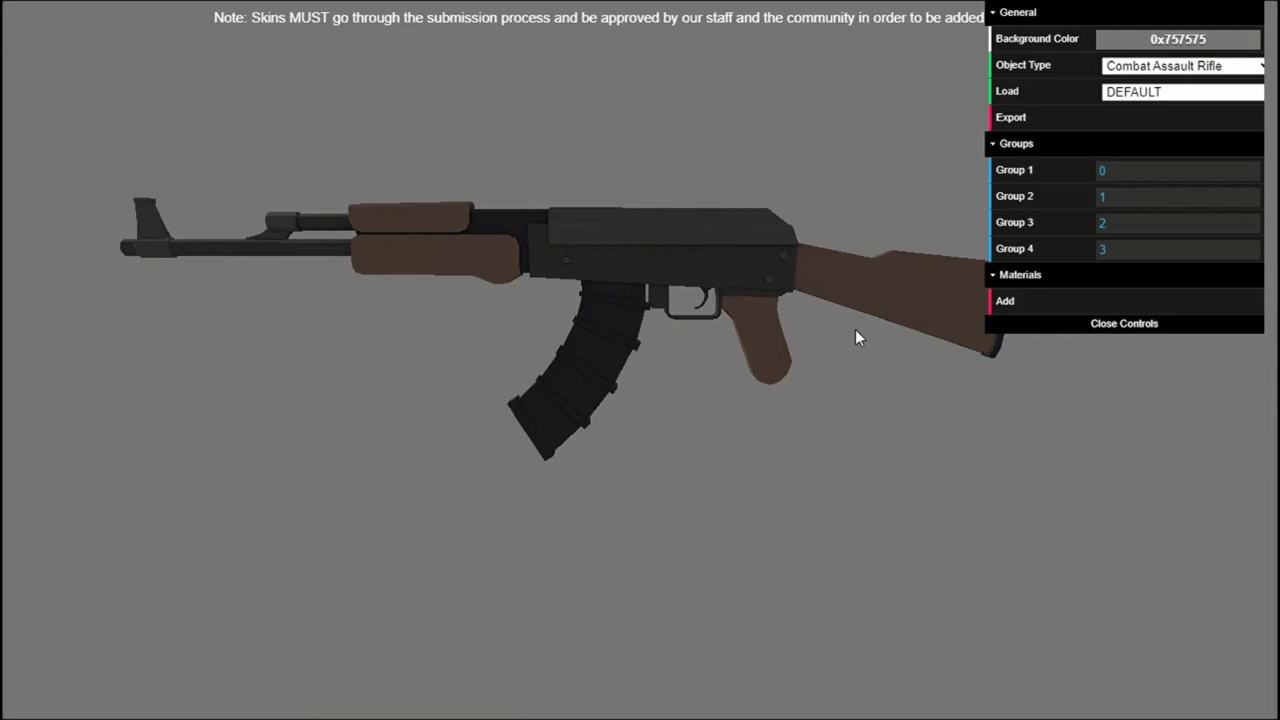 Note: Skins MUST go through the submission process and be approved by our staff and the community in order to be added
General
Background Color 0x757575
Object Type Combat Assault Rifle
Load DEFAULT
Export
Groups
Group 1 0
Group 2 1
Group 3 2
Group 4 3
Materials
Add
Close Controls